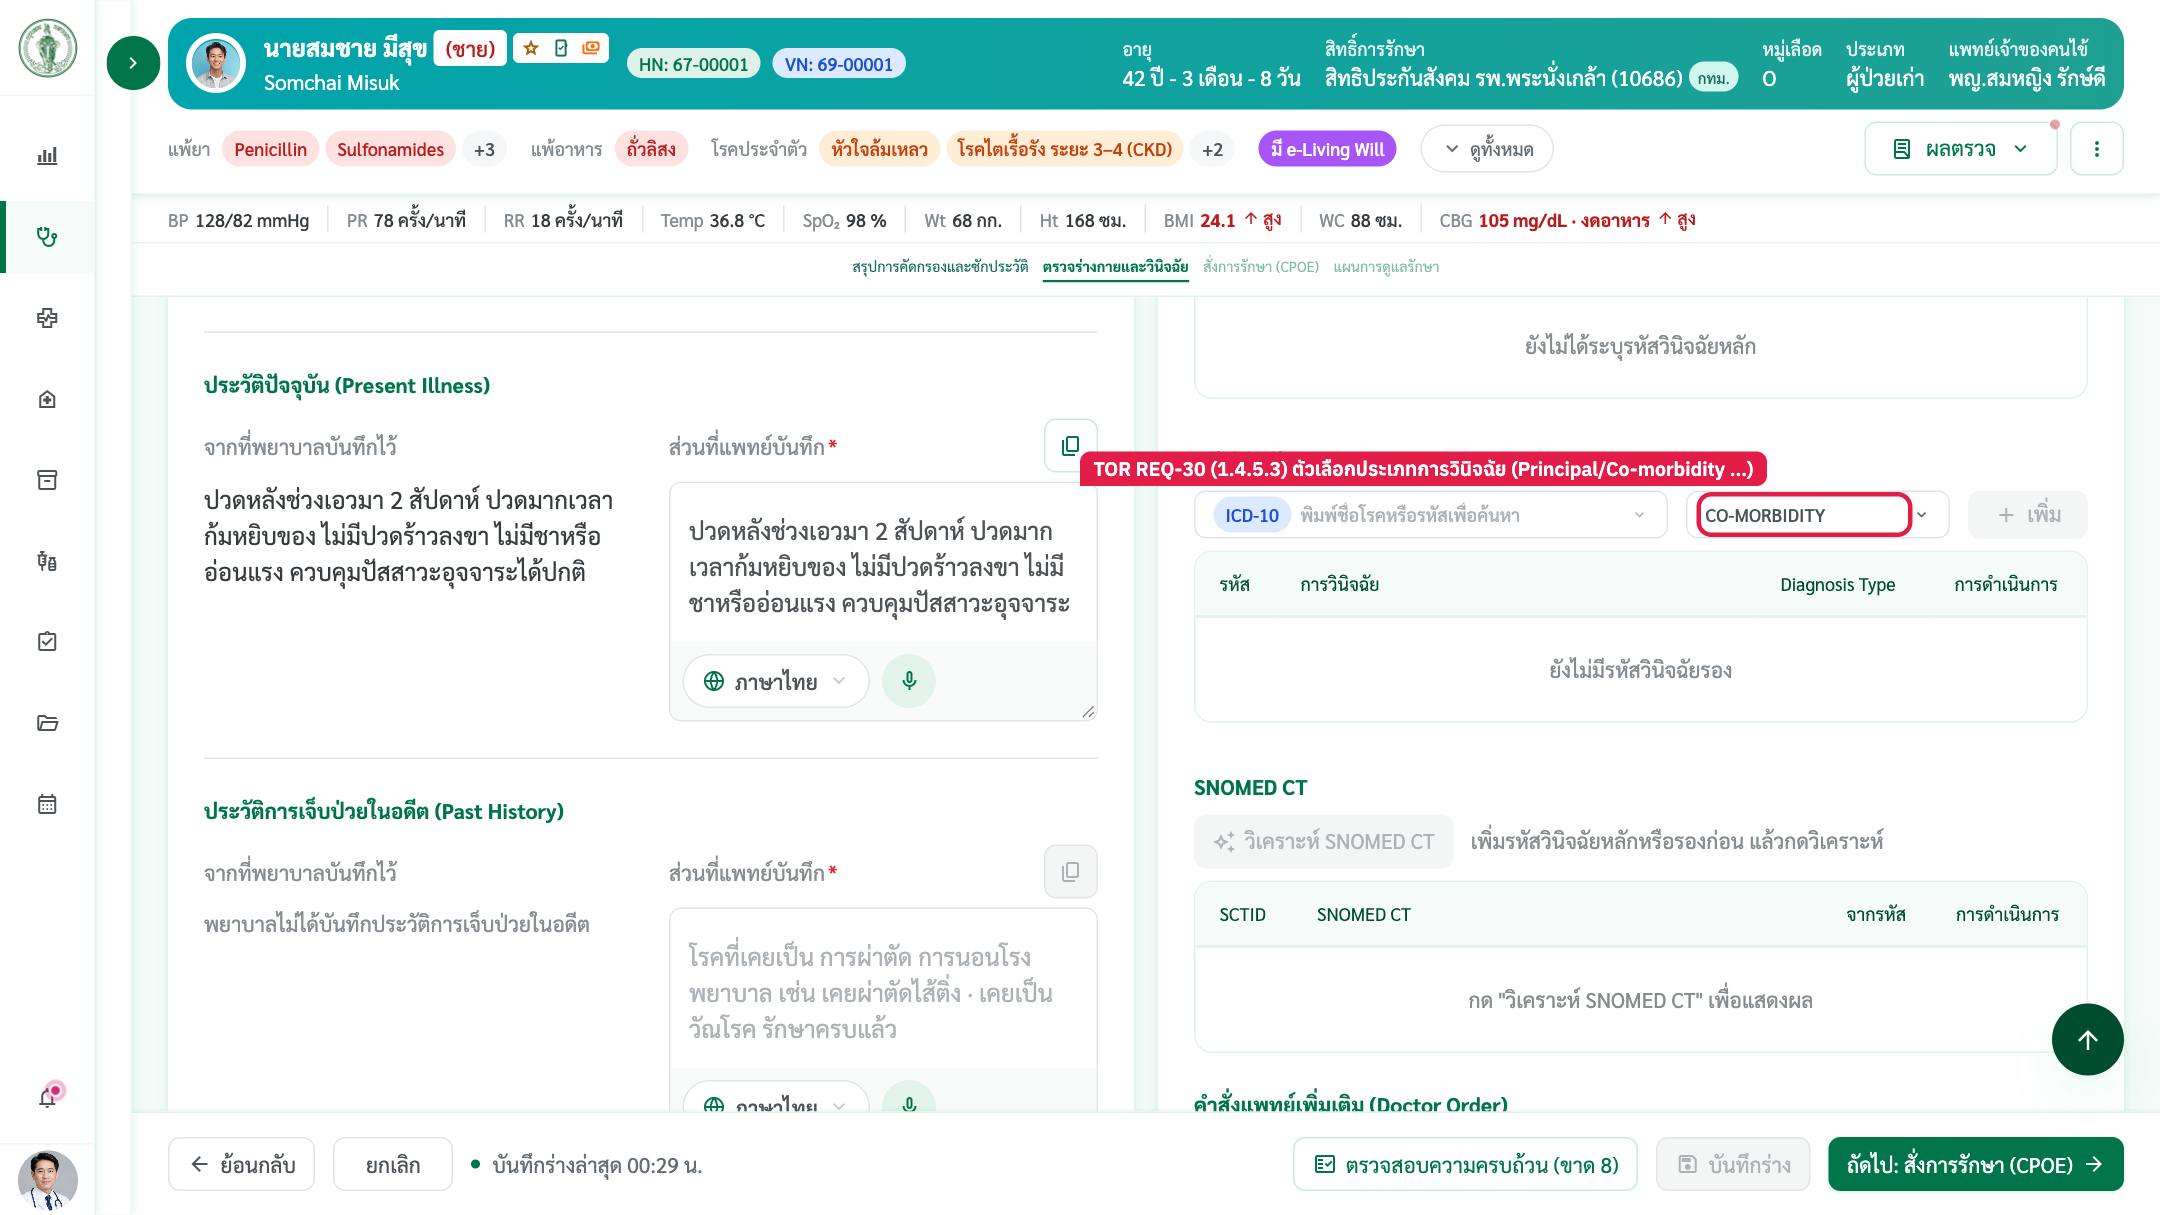 นายสมชาย มีสุข (ชาย)
Somchai Misuk
HN: 67-00001
VN: 69-00001
อายุ
42 ปี - 3 เดือน - 8 วัน
สิทธิ์การรักษา
สิทธิประกันสังคม รพ.พระนั่งเกล้า (10686) กทม.
หมู่เลือด
O
ประเภท
ผู้ป่วยเก่า
แพทย์เจ้าของคนไข้
พญ.สมหญิง รักษ์ดี
แพ้ยา Penicillin Sulfonamides +3 แพ้อาหาร ถั่วลิสง โรคประจำตัว หัวใจล้มเหลว โรคไตเรื้อรัง ระยะ 3–4 (CKD) +2 มี e-Living Will ดูทั้งหมด
ผลตรวจ
BP 128/82 mmHg PR 78 ครั้ง/นาที RR 18 ครั้ง/นาที Temp 36.8 °C SpO₂ 98 % Wt 68 กก. Ht 168 ซม. BMI 24.1 ↑ สูง WC 88 ซม. CBG 105 mg/dL · งดอาหาร ↑ สูง
สรุปการคัดกรองและซักประวัติ ตรวจร่างกายและวินิจฉัย สั่งการรักษา (CPOE) แผนการดูแลรักษา
ประวัติปัจจุบัน (Present Illness)
จากที่พยาบาลบันทึกไว้
ปวดหลังช่วงเอวมา 2 สัปดาห์ ปวดมากเวลา
ก้มหยิบของ ไม่มีปวดร้าวลงขา ไม่มีชาหรือ
อ่อนแรง ควบคุมปัสสาวะอุจจาระได้ปกติ
ส่วนที่แพทย์บันทึก*
ปวดหลังช่วงเอวมา 2 สัปดาห์ ปวดมาก
เวลาก้มหยิบของ ไม่มีปวดร้าวลงขา ไม่มี
ชาหรืออ่อนแรง ควบคุมปัสสาวะอุจจาระ
ภาษาไทย
ประวัติการเจ็บป่วยในอดีต (Past History)
จากที่พยาบาลบันทึกไว้
พยาบาลไม่ได้บันทึกประวัติการเจ็บป่วยในอดีต
ส่วนที่แพทย์บันทึก*
โรคที่เคยเป็น การผ่าตัด การนอนโรง
พยาบาล เช่น เคยผ่าตัดไส้ติ่ง · เคยเป็น
วัณโรค รักษาครบแล้ว
ภาษาไทย
ยังไม่ได้ระบุรหัสวินิจฉัยหลัก
TOR REQ-30 (1.4.5.3) ตัวเลือกประเภทการวินิจฉัย (Principal/Co-morbidity ...)
ICD-10 พิมพ์ชื่อโรคหรือรหัสเพื่อค้นหา
CO-MORBIDITY
+ เพิ่ม
รหัส การวินิจฉัย Diagnosis Type การดำเนินการ
ยังไม่มีรหัสวินิจฉัยรอง
SNOMED CT
วิเคราะห์ SNOMED CT เพิ่มรหัสวินิจฉัยหลักหรือรองก่อน แล้วกดวิเคราะห์
SCTID SNOMED CT จากรหัส การดำเนินการ
กด "วิเคราะห์ SNOMED CT" เพื่อแสดงผล
คำสั่งแพทย์เพิ่มเติม (Doctor Order)
← ย้อนกลับ
ยกเลิก
บันทึกร่างล่าสุด 00:29 น.
ตรวจสอบความครบถ้วน (ขาด 8)
บันทึกร่าง
ถัดไป: สั่งการรักษา (CPOE) →